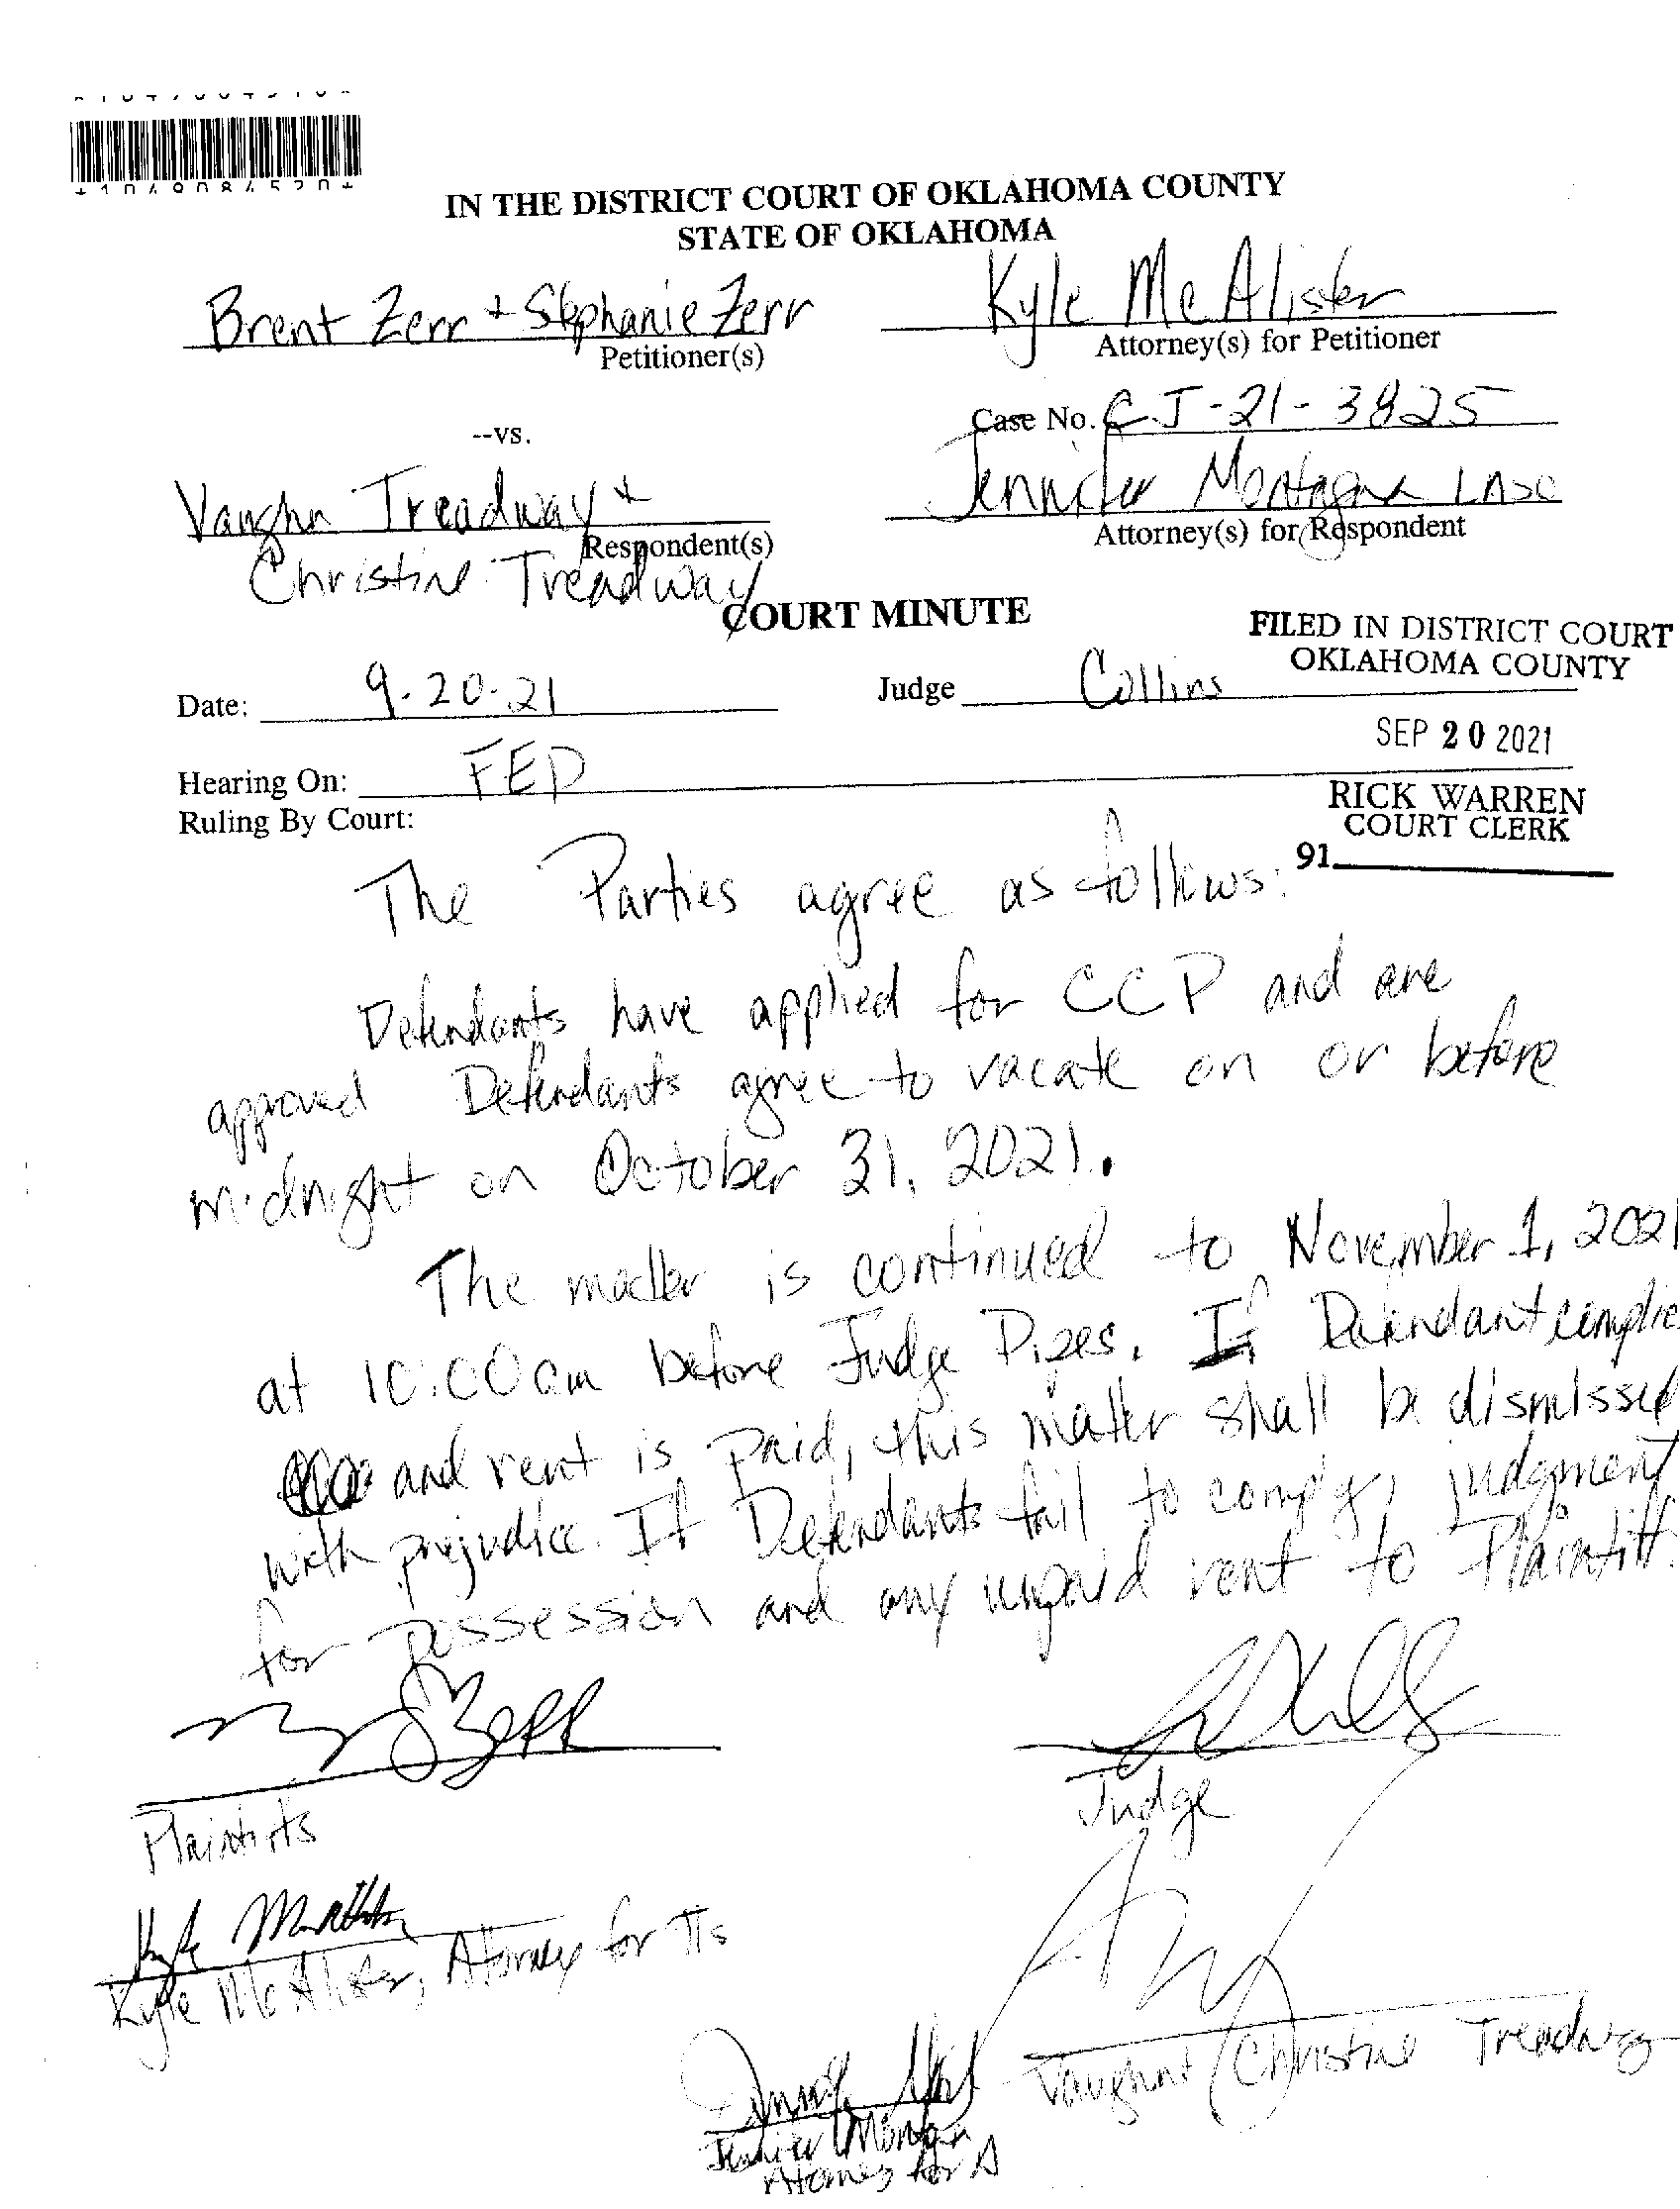 *1049084520*
IN THE DISTRICT COURT OF OKLAHOMA COUNTY
STATE OF OKLAHOMA
Brent Zerr + Stephanie Zerr
Petitioner(s)
Kyle McAlister
Attorney(s) for Petitioner
--vs.
Case No. CJ-21-3825
Vaughn Treadway +
Respondent(s)
Christine Treadway
Jennifer Montagna LASO
Attorney(s) for Respondent
COURT MINUTE
FILED IN DISTRICT COURT
OKLAHOMA COUNTY
Date: 9-20-21
Judge Collins
SEP 20 2021
Hearing On: FED
RICK WARREN
COURT CLERK
91
Ruling By Court:
The Parties agree as follows:
Defendants have applied for CCP and are
approved Defendants agree to vacate on or before
midnight on October 31, 2021.
The matter is continued to November 1, 2021
at 10:00am before Judge Pipes. If Defendant complie
and rent is paid, this matter shall be dismissed
with prejudice. If Defendants fail to comply, judgment
for possession and any unpaid rent to Plaintiff.
Plaintiffs
Judge
Kyle McAlister, Attorney for πs
Vaughn / Christine Treadway
Jennifer Montagna
Attorney for Δ